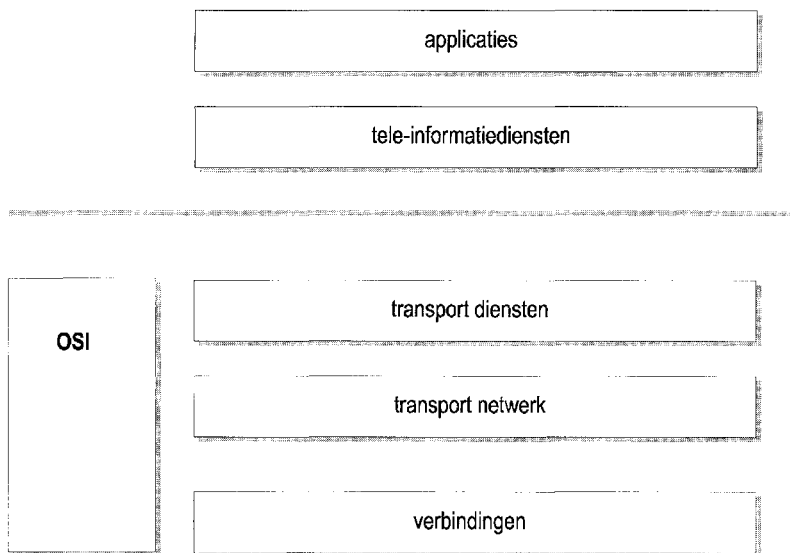 applicaties
tele-informatiediensten
transport diensten
OSI
transport netwerk
verbindingen